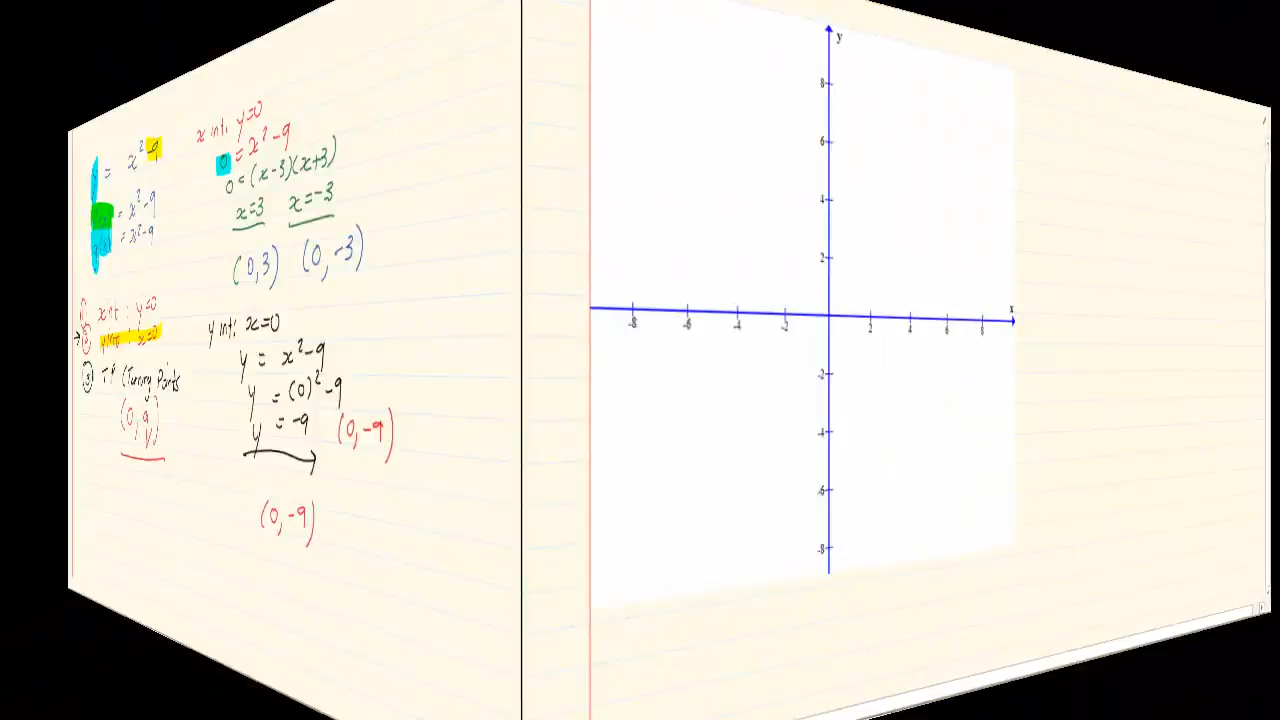 = x² -9
= x² -9
= x² -9
① x int : y=0
→ ② y int : x=0
③ T.P (Turning Points
(0, 9)
x int: y=0
0 = x² -9
0 = (x-3)(x+3)
x=3 x=-3
(0,3) (0,-3)
y int: x=0
y = x² -9
y = (0)² -9
y = -9 (0,-9)
(0,-9)
y
8
6
4
2
x
-8 -6 -4 -2 2 4 6 8
-2
-4
-6
-8